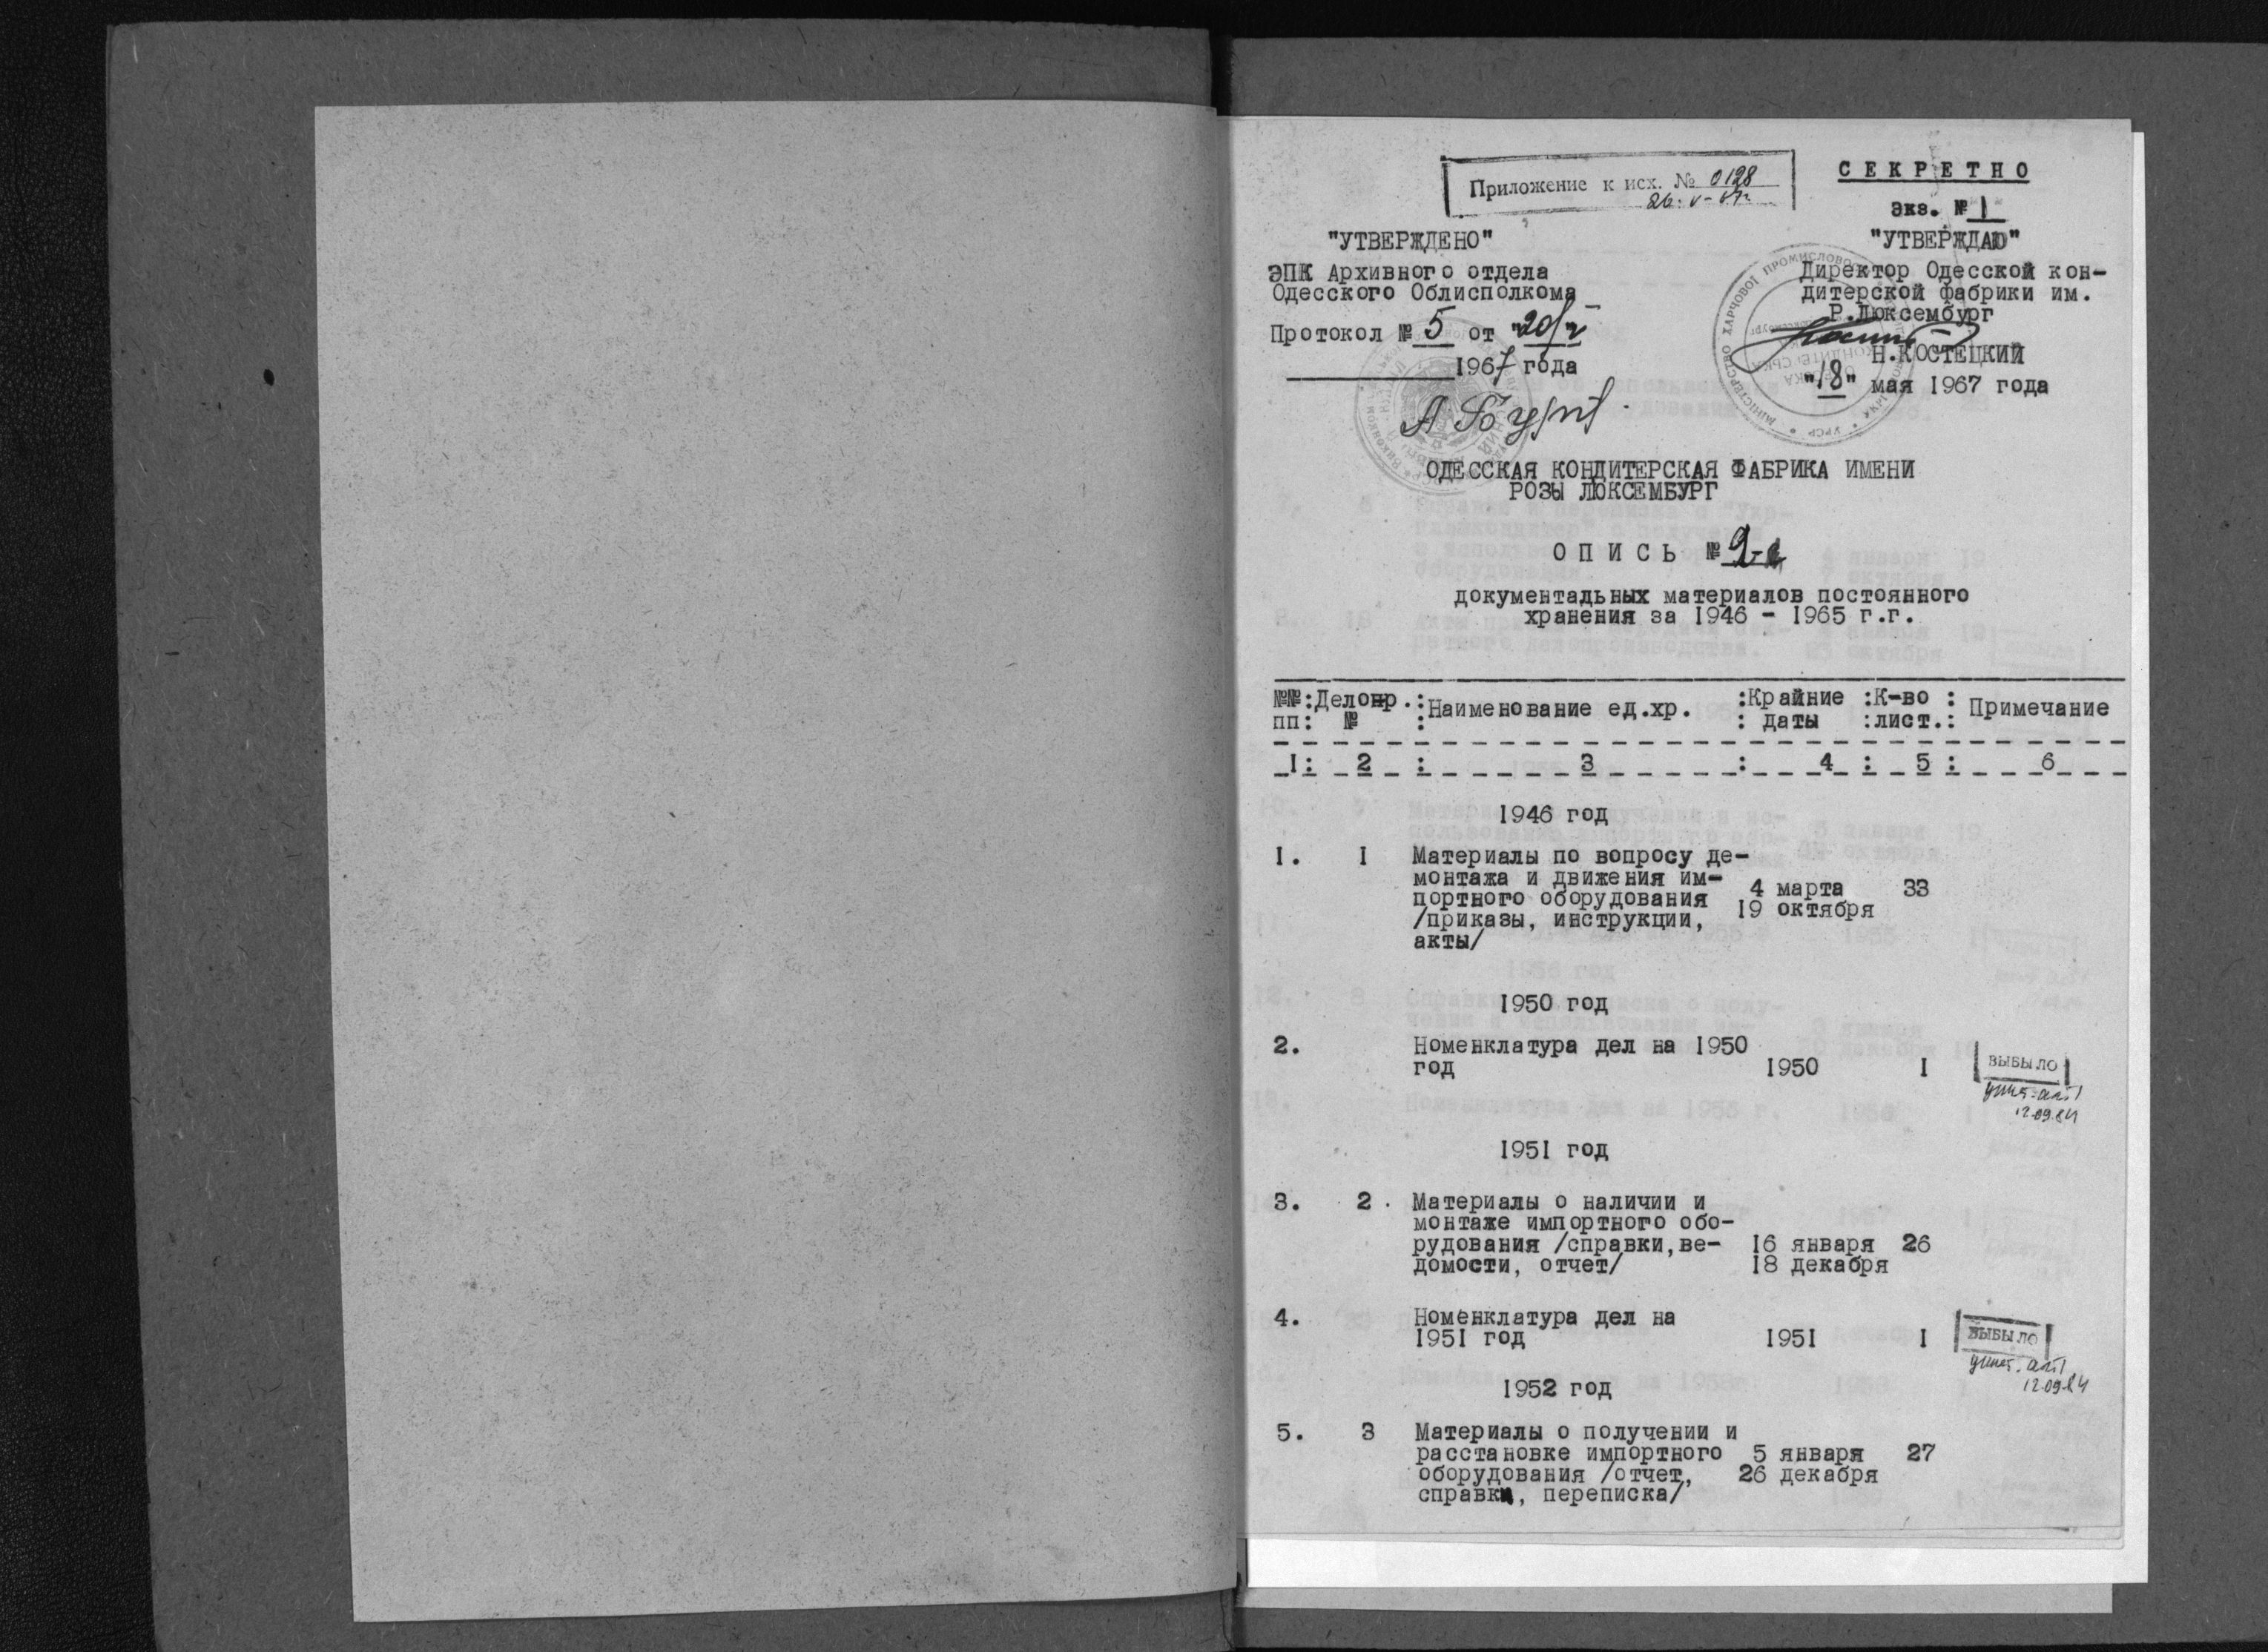 Приложение к исх. № 0128
26.
СЕКРЕТНО
Экз. № 1
"УТВЕРЖДЕНО"
ЭПК Архивного отдела
Одесского Облисполкома
Протокол № 5 от "20/
1967 года
"УТВЕРЖДАЮ"
Директор Одесской кон-
дитерской фабрики им.
Р.Люксембург
Н.КОСТЕЦКИЙ
"18" мая 1967 года
ОДЕССКАЯ КОНДИТЕРСКАЯ ФАБРИКА ИМЕНИ
РОЗЫ ЛЮКСЕМБУРГ
ОПИСЬ №
документадьных материалов постоянного
хранения за 1946 - 1965 г.г.
№№:Делопр.:Наименование ед.хр. :Крайние :К-во : Примечание
пп: № : : даты :лист.:
1: 2 : 3 : 4 : 5 : 6
1946 год
1. 1 Материалы по вопросу де-
монтажа и движения им- 4 марта 33
портного оборудования 19 октября
/приказы, инструкции,
акты/
1950 год
2. Номенклатура дел на 1950
год 1950 1 ВЫБЫЛО
12.09.84
1951 год
3. 2 Материалы о наличии и
монтаже импортного обо-
рудования /справки,ве- 16 января 26
домости, отчет/ 18 декабря
4. Номенклатура дел на
1951 год 1951 1 ВЫБЫЛО
12.09.84
1952 год
5. 3 Материалы о получении и
расстановке импортного 5 января 27
оборудования /отчет, 26 декабря
справки, переписка/